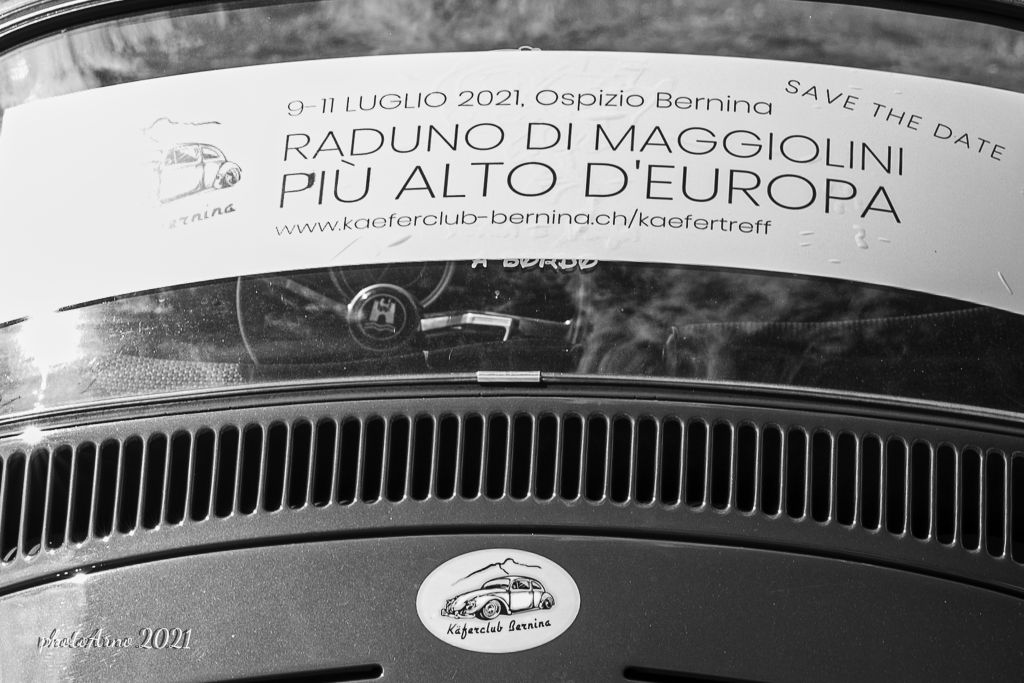 9-11 LUGLIO 2021, Ospizio Bernina
SAVE THE DATE
RADUNO DI MAGGIOLINI
PIÙ ALTO D'EUROPA
www.kaeferclub-bernina.ch/kaefertreff
A BORDO
Käferclub Bernina
photoArno 2021